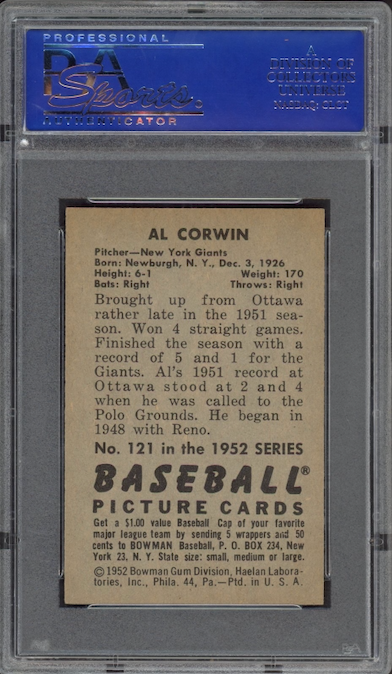 PROFESSIONAL
PSA
Sports.
AUTHENTICATOR
A
DIVISION OF
COLLECTORS
UNIVERSE
NASDAQ: CLCT
AL CORWIN
Pitcher—New York Giants
Born: Newburgh, N. Y., Dec. 3, 1926
Height: 6-1 Weight: 170
Bats: Right Throws: Right
Brought up from Ottawa
rather late in the 1951 sea-
son. Won 4 straight games.
Finished the season with a
record of 5 and 1 for the
Giants. Al's 1951 record at
Ottawa stood at 2 and 4
when he was called to the
Polo Grounds. He began in
1948 with Reno.
No. 121 in the 1952 SERIES
BASEBALL®
PICTURE CARDS
Get a $1.00 value Baseball Cap of your favorite
major league team by sending 5 wrappers and 50
cents to BOWMAN Baseball, P. O. BOX 234, New
York 23, N. Y. State size: small, medium or large.
©1952 Bowman Gum Division, Haelan Labora-
tories, Inc., Phila. 44, Pa.—Ptd. in U. S. A.